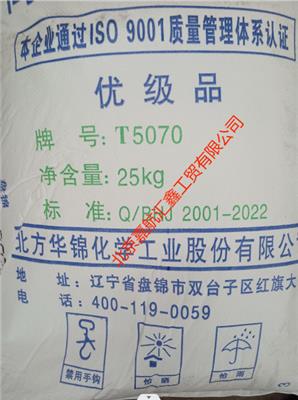 本企业通过ISO 9001质量管理体系认证
优级品
牌 号: T5070
净含量: 25kg
标 准: Q/BHJ 2001-2022
北方华锦化学工业股份有限公
地 址: 辽宁省盘锦市双台子区红旗大
电 话: 400-119-0059
禁用手钩
怕晒
怕雨
北京嘉航汇鑫工贸有限公司